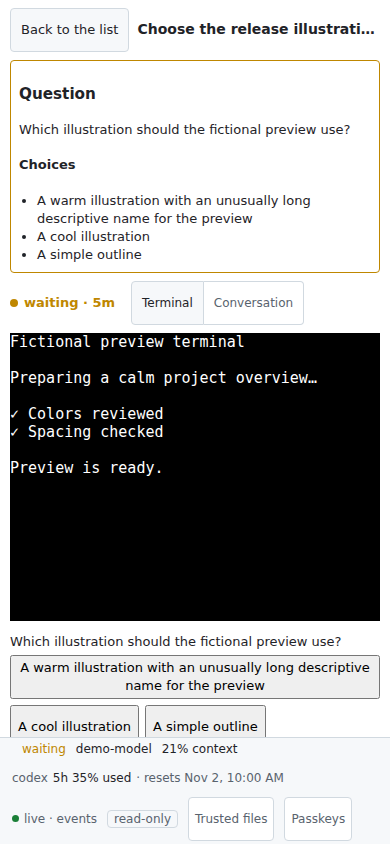 Back to the list Choose the release illustrati…
Question
Which illustration should the fictional preview use?
Choices
• A warm illustration with an unusually long
descriptive name for the preview
• A cool illustration
• A simple outline
waiting · 5m Terminal Conversation
Fictional preview terminal
Preparing a calm project overview…
✓ Colors reviewed
✓ Spacing checked
Preview is ready.
Which illustration should the fictional preview use?
A warm illustration with an unusually long descriptive
name for the preview
A cool illustration A simple outline
waiting demo-model 21% context
codex 5h 35% used · resets Nov 2, 10:00 AM
live · events read-only Trusted files Passkeys